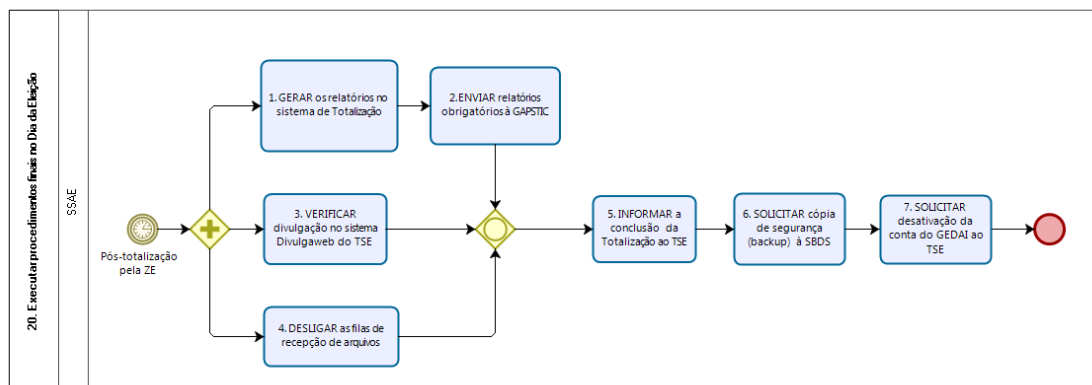 20. Executar procedimentos finais no Dia da Eleição
SSAE
Pós-totalização
pela ZE
1. GERAR os relatórios no
sistema de Totalização
2.ENVIAR relatórios
obrigatórios à GAPSTIC
3. VERIFICAR
divulgação no sistema
Divulgaweb do TSE
4. DESLIGAR as filas de
recepção de arquivos
5. INFORMAR a
conclusão da
Totalização ao TSE
6. SOLICITAR cópia
de segurança
(backup) à SBDS
7. SOLICITAR
desativação da
conta do GEDAI ao
TSE